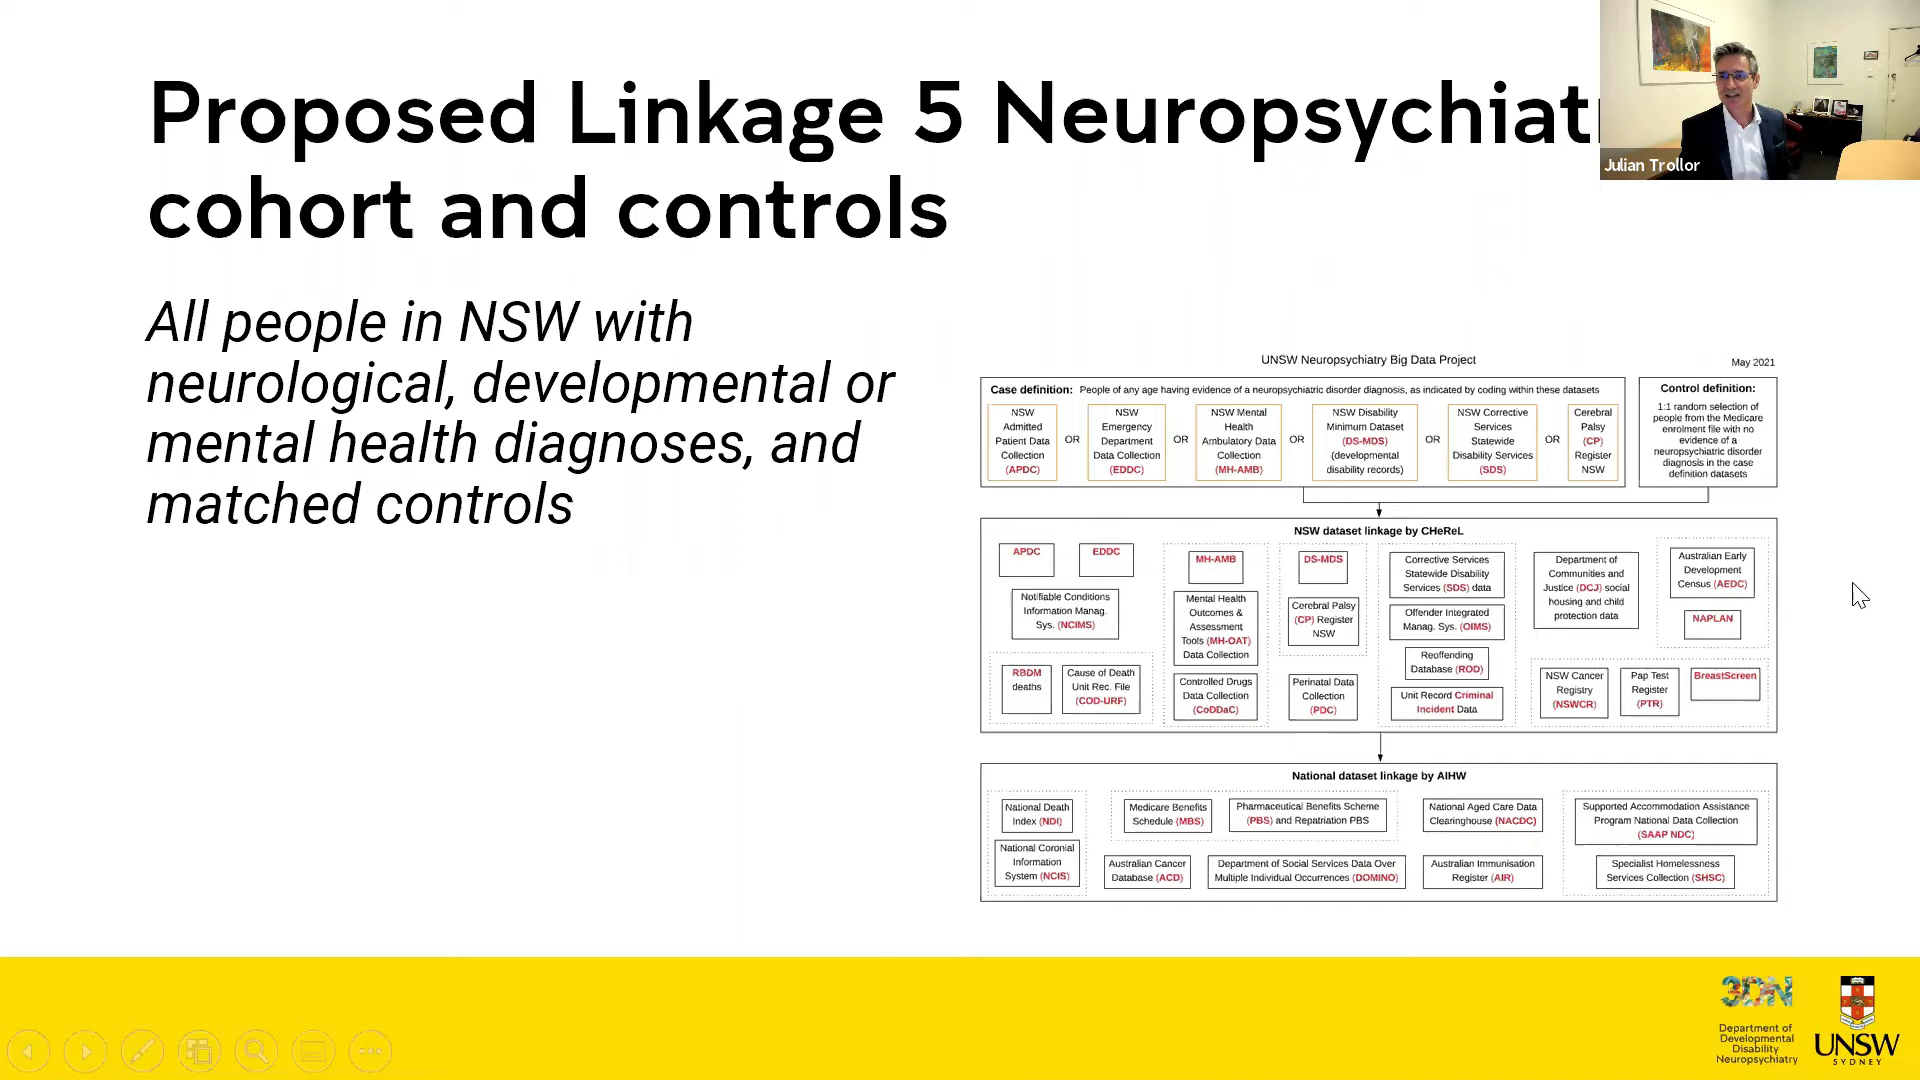 Proposed Linkage 5 Neuropsychiatr
cohort and controls
Julian Trollor
All people in NSW with
neurological, developmental or
mental health diagnoses, and
matched controls
UNSW Neuropsychiatry Big Data Project
May 2021
Case definition: People of any age having evidence of a neuropsychiatric disorder diagnosis, as indicated by coding within these datasets
NSW
Admitted
Patient Data
Collection
(APDC)
OR
NSW
Emergency
Department
Data Collection
(EDDC)
OR
NSW Mental
Health
Ambulatory Data
Collection
(MH-AMB)
OR
NSW Disability
Minimum Dataset
(DS-MDS)
(developmental
disability records)
OR
NSW Corrective
Services
Statewide
Disability Services
(SDS)
OR
Cerebral
Palsy
(CP)
Register
NSW
Control definition:
1:1 random selection of
people from the Medicare
enrolment file with no
evidence of a
neuropsychiatric disorder
diagnosis in the case
definition datasets
NSW dataset linkage by CHeReL
APDC
EDDC
Notifiable Conditions
Information Manag.
Sys. (NCIMS)
RBDM
deaths
Cause of Death
Unit Rec. File
(COD-URF)
MH-AMB
Mental Health
Outcomes &
Assessment
Tools (MH-OAT)
Data Collection
Controlled Drugs
Data Collection
(CoDDaC)
DS-MDS
Cerebral Palsy
(CP) Register
NSW
Perinatal Data
Collection
(PDC)
Corrective Services
Statewide Disability
Services (SDS) data
Offender Integrated
Manag. Sys. (OIMS)
Reoffending
Database (ROD)
Unit Record Criminal
Incident Data
Department of
Communities and
Justice (DCJ) social
housing and child
protection data
Australian Early
Development
Census (AEDC)
NAPLAN
NSW Cancer
Registry
(NSWCR)
Pap Test
Register
(PTR)
BreastScreen
National dataset linkage by AIHW
National Death
Index (NDI)
National Coronial
Information
System (NCIS)
Medicare Benefits
Schedule (MBS)
Pharmaceutical Benefits Scheme
(PBS) and Repatriation PBS
Australian Cancer
Database (ACD)
Department of Social Services Data Over
Multiple Individual Occurrences (DOMINO)
National Aged Care Data
Clearinghouse (NACDC)
Australian Immunisation
Register (AIR)
Supported Accommodation Assistance
Program National Data Collection
(SAAP NDC)
Specialist Homelessness
Services Collection (SHSC)
3DN
Department of
Developmental
Disability
Neuropsychiatry
UNSW
SYDNEY